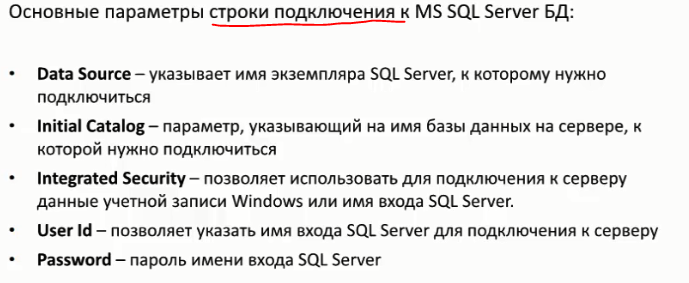 Основные параметры строки подключения к MS SQL Server БД:
• Data Source – указывает имя экземпляра SQL Server, к которому нужно
подключиться
• Initial Catalog – параметр, указывающий на имя базы данных на сервере, к
которой нужно подключиться
• Integrated Security – позволяет использовать для подключения к серверу
данные учетной записи Windows или имя входа SQL Server.
• User Id – позволяет указать имя входа SQL Server для подключения к серверу
• Password – пароль имени входа SQL Server